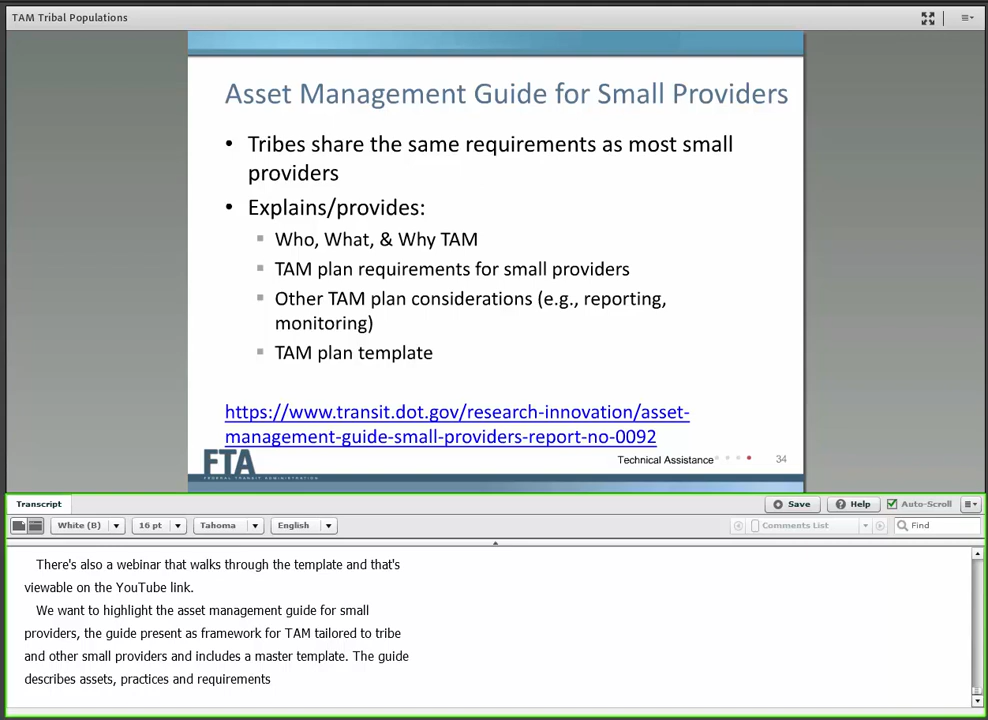 TAM Tribal Populations
Asset Management Guide for Small Providers
• Tribes share the same requirements as most small
providers
• Explains/provides:
Who, What, & Why TAM
TAM plan requirements for small providers
Other TAM plan considerations (e.g., reporting,
monitoring)
TAM plan template
https://www.transit.dot.gov/research-innovation/asset-
management-guide-small-providers-report-no-0092
FTA
FEDERAL TRANSIT ADMINISTRATION
Technical Assistance
34
Transcript
Save
Help
Auto-Scroll
White (B)
16 pt
Tahoma
English
Comments List
Find
There's also a webinar that walks through the template and that's
viewable on the YouTube link.
We want to highlight the asset management guide for small
providers, the guide present as framework for TAM tailored to tribe
and other small providers and includes a master template. The guide
describes assets, practices and requirements